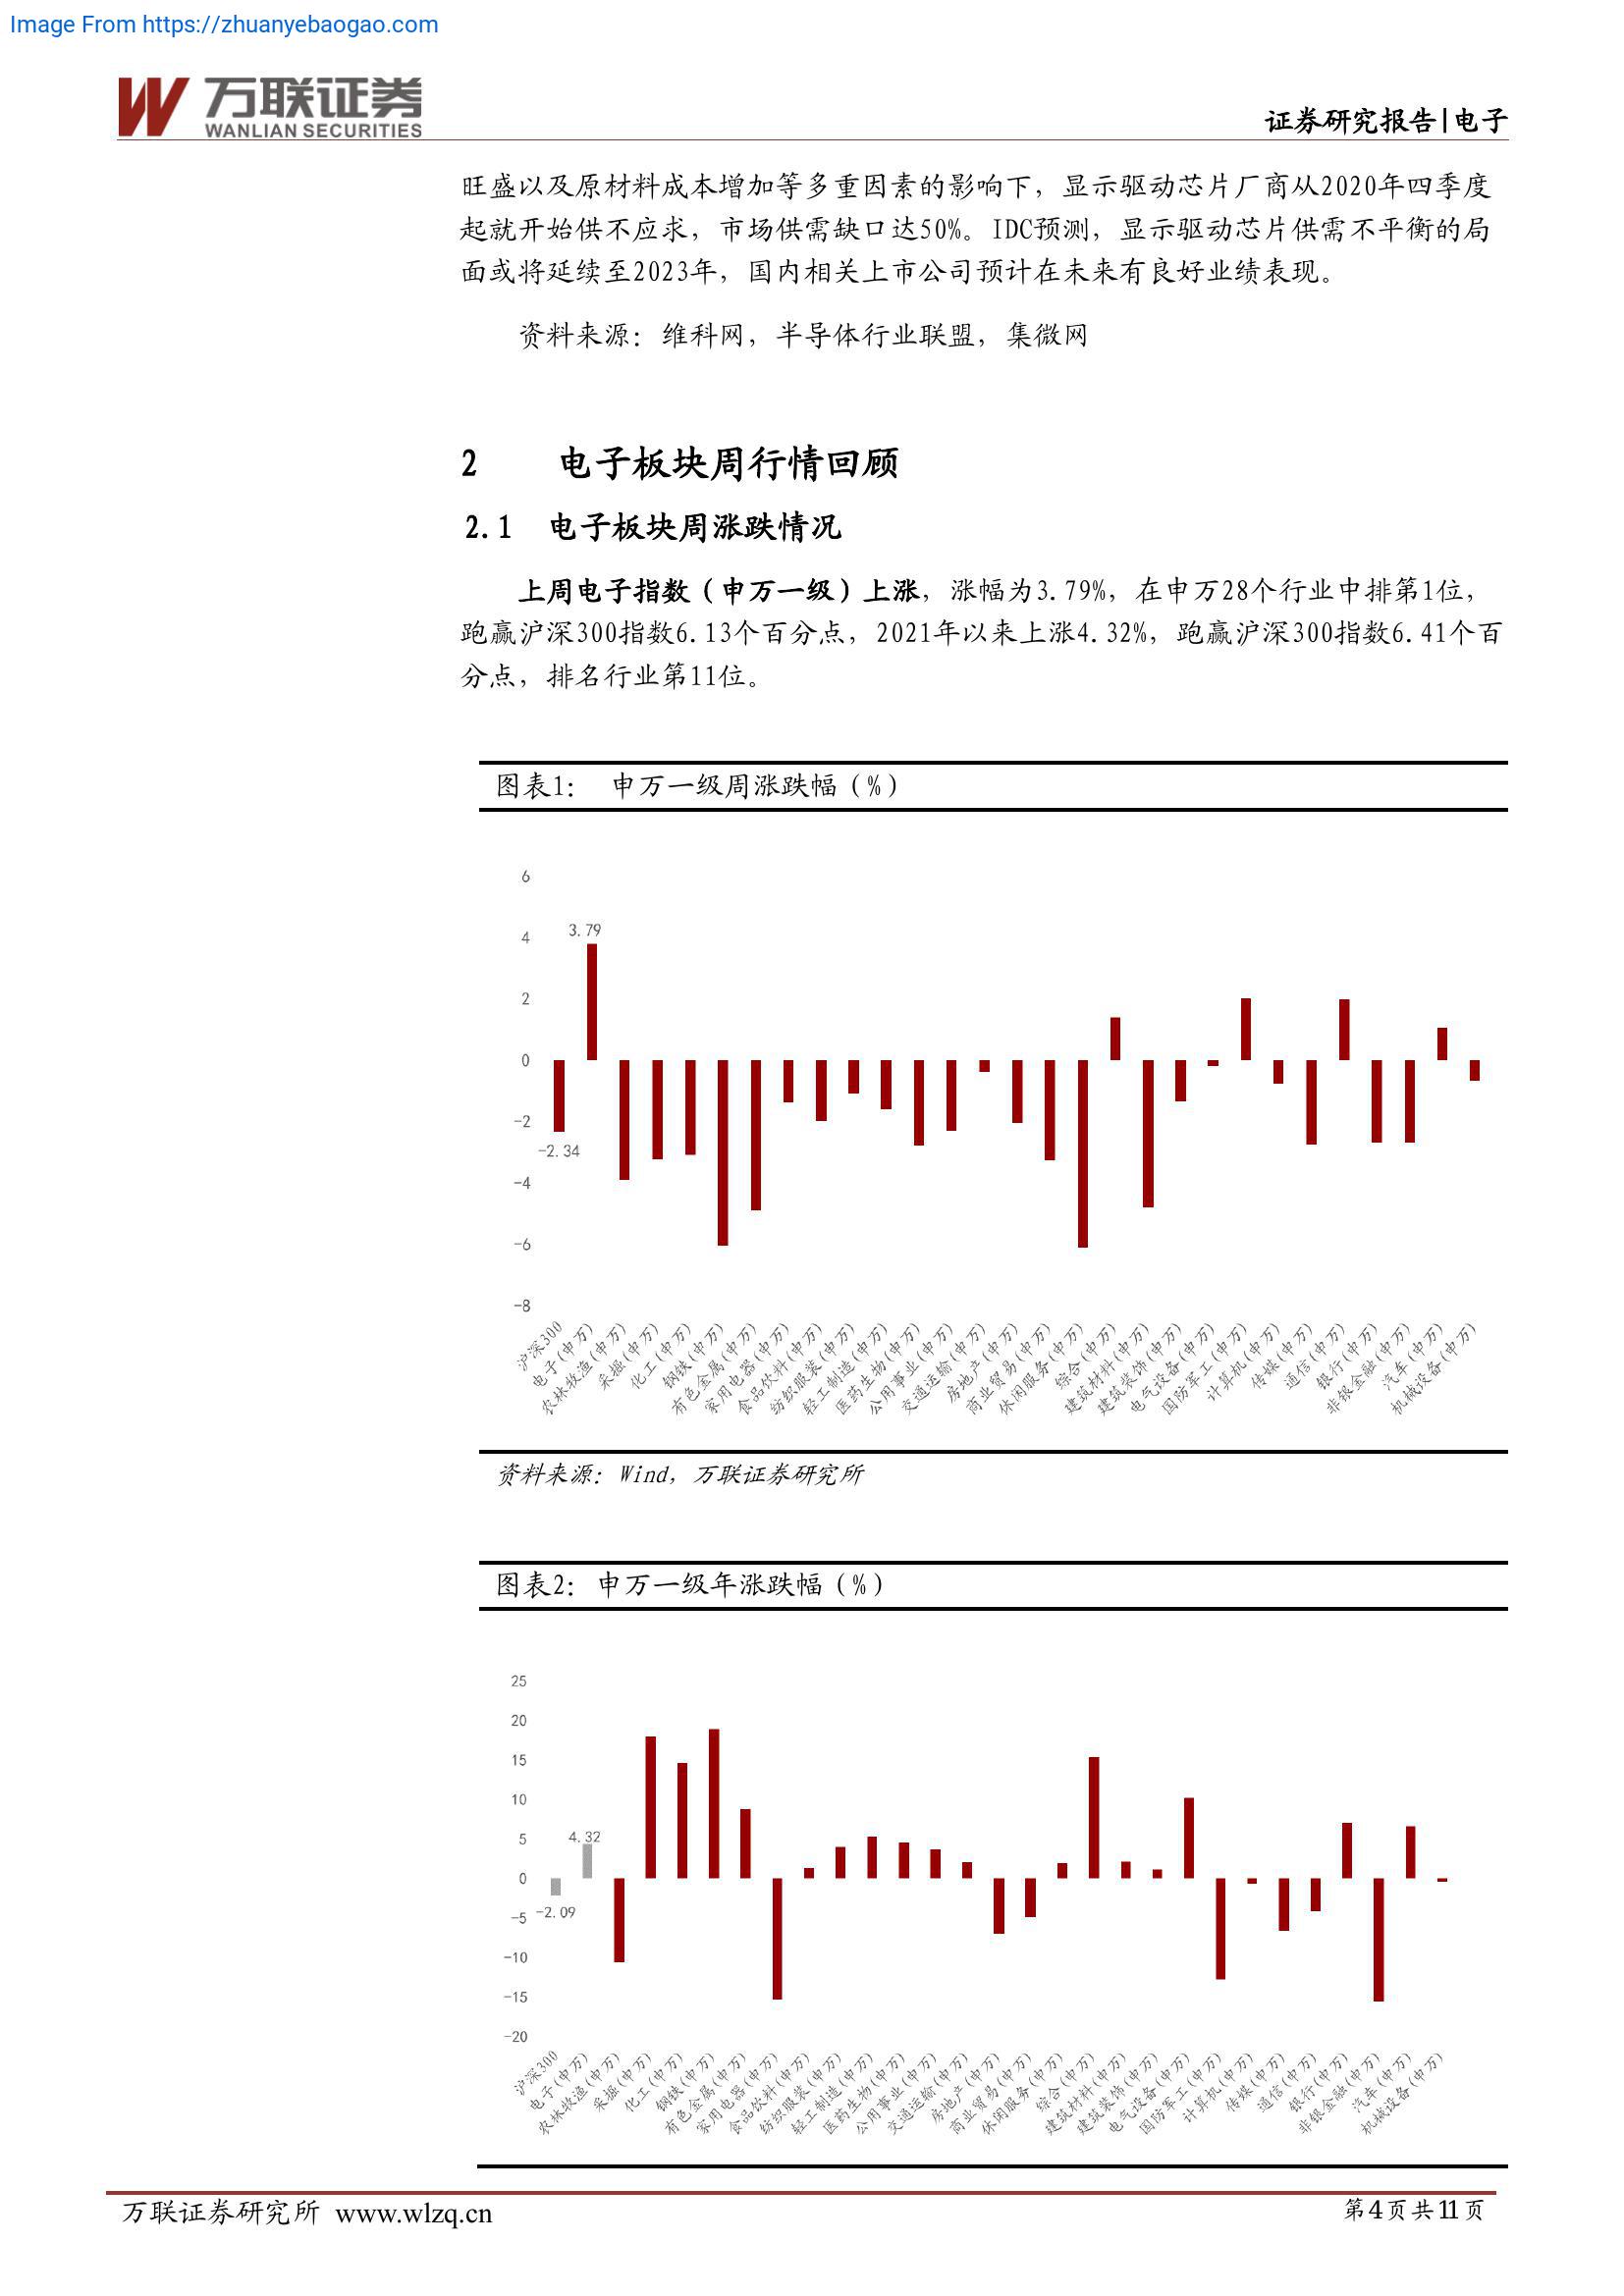 Image From https://zhuanyebaogao.com
万联证券
WANLIAN SECURITIES
证券研究报告|电子
旺盛以及原材料成本增加等多重因素的影响下，显示驱动芯片厂商从2020年四季度
起就开始供不应求，市场供需缺口达50%。IDC预测，显示驱动芯片供需不平衡的局
面或将延续至2023年，国内相关上市公司预计在未来有良好业绩表现。
资料来源：维科网，半导体行业联盟，集微网
2 电子板块周行情回顾
2.1 电子板块周涨跌情况
上周电子指数（申万一级）上涨，涨幅为3.79%，在申万28个行业中排第1位，
跑赢沪深300指数6.13个百分点，2021年以来上涨4.32%，跑赢沪深300指数6.41个百
分点，排名行业第11位。
图表1： 申万一级周涨跌幅（%）
6
4
2
0
-2
-4
-6
-8
3.79
-2.34
沪深300
电子(申万)
农林牧渔(申万)
采掘(申万)
化工(申万)
钢铁(申万)
有色金属(申万)
家用电器(申万)
食品饮料(申万)
纺织服装(申万)
轻工制造(申万)
医药生物(申万)
公用事业(申万)
交通运输(申万)
房地产(申万)
商业贸易(申万)
休闲服务(申万)
综合(申万)
建筑材料(申万)
建筑装饰(申万)
电气设备(申万)
国防军工(申万)
计算机(申万)
传媒(申万)
通信(申万)
银行(申万)
非银金融(申万)
汽车(申万)
机械设备(申万)
资料来源：Wind，万联证券研究所
图表2：申万一级年涨跌幅（%）
25
20
15
10
5
0
-5
-10
-15
-20
4.32
-2.09
沪深300
电子(申万)
农林牧渔(申万)
采掘(申万)
化工(申万)
钢铁(申万)
有色金属(申万)
家用电器(申万)
食品饮料(申万)
纺织服装(申万)
轻工制造(申万)
医药生物(申万)
公用事业(申万)
交通运输(申万)
房地产(申万)
商业贸易(申万)
休闲服务(申万)
综合(申万)
建筑材料(申万)
建筑装饰(申万)
电气设备(申万)
国防军工(申万)
计算机(申万)
传媒(申万)
通信(申万)
银行(申万)
非银金融(申万)
汽车(申万)
机械设备(申万)
万联证券研究所 www.wlzq.cn
第4页共11页